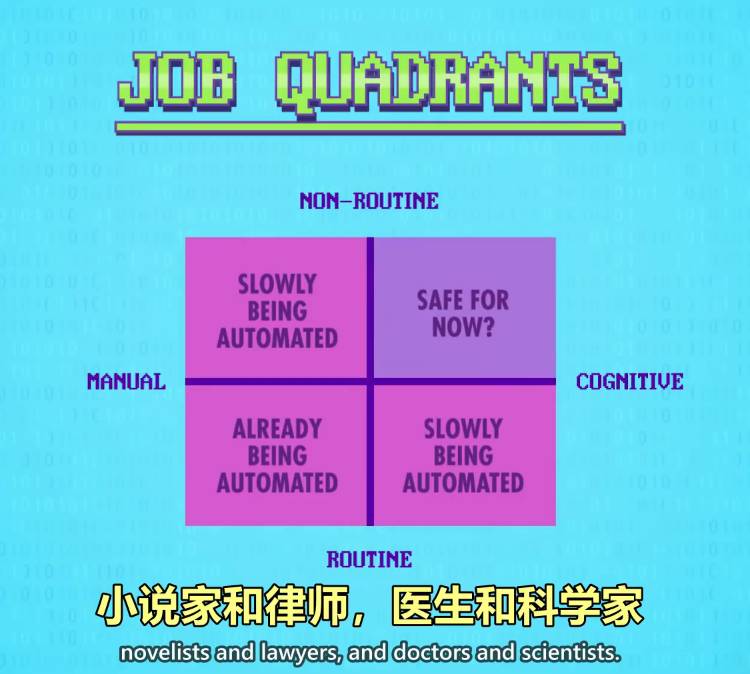 JOB QUADRANTS
NON-ROUTINE
SLOWLY
BEING
AUTOMATED
SAFE FOR
NOW?
MANUAL
COGNITIVE
ALREADY
BEING
AUTOMATED
SLOWLY
BEING
AUTOMATED
ROUTINE
小说家和律师，医生和科学家
novelists and lawyers, and doctors and scientists.